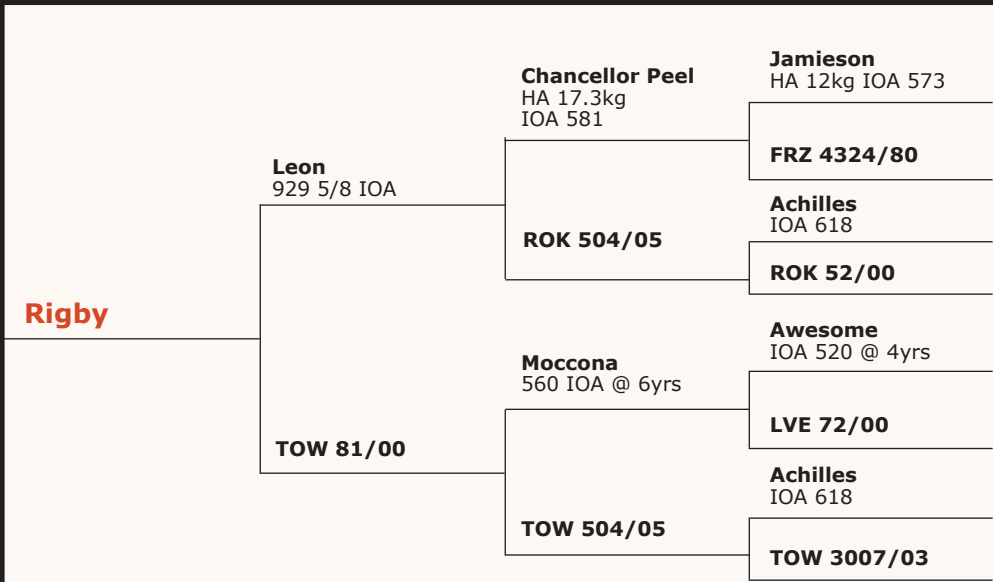 Jamieson
HA 12kg IOA 573
Chancellor Peel
HA 17.3kg
IOA 581
FRZ 4324/80
Leon
929 5/8 IOA
Achilles
IOA 618
ROK 504/05
ROK 52/00
Rigby
Awesome
IOA 520 @ 4yrs
Moccona
560 IOA @ 6yrs
LVE 72/00
TOW 81/00
Achilles
IOA 618
TOW 504/05
TOW 3007/03